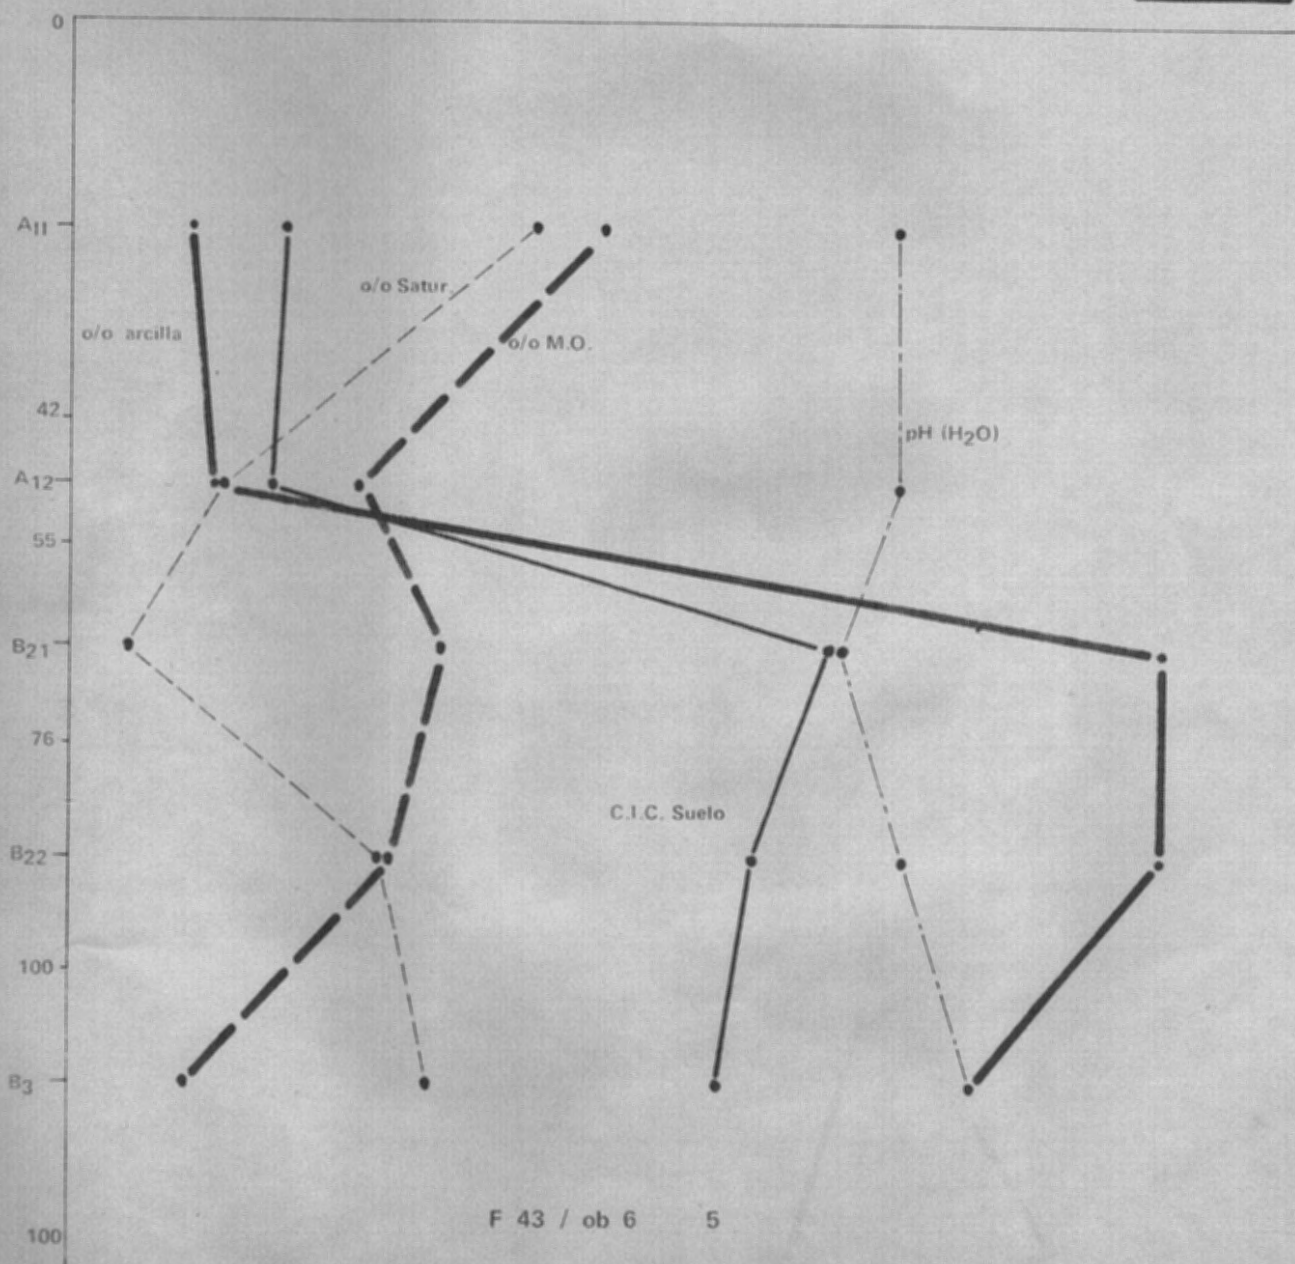 0
A11
o/o Satur.
o/o arcilla
o/o M.O.
42
pH (H2O)
A12
55
B21
76
C.I.C. Suelo
B22
100
B3
F 43 / ob 6 5
100